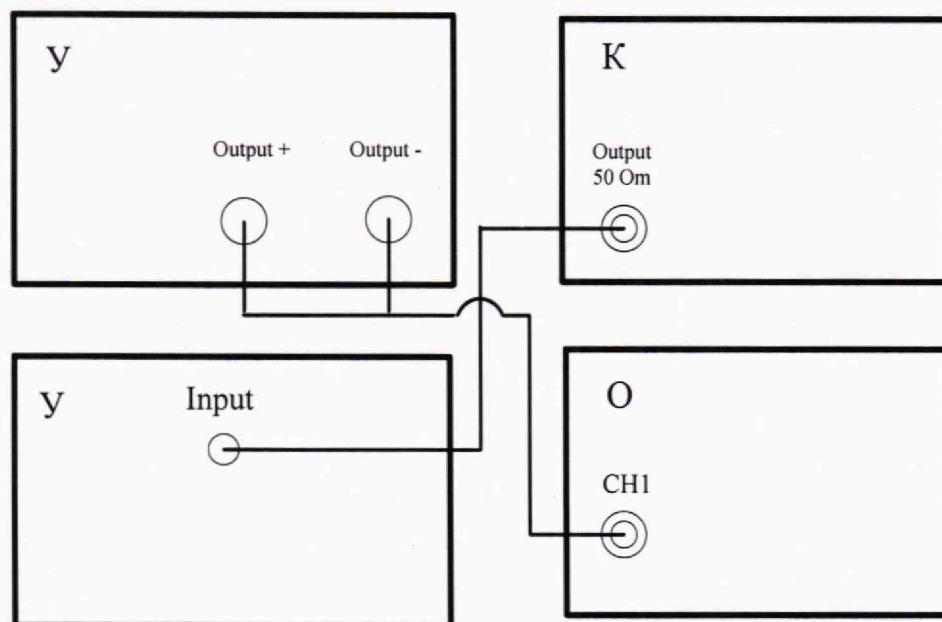 У
Output +
Output -
К
Output
50 Om
У
Input
О
CH1